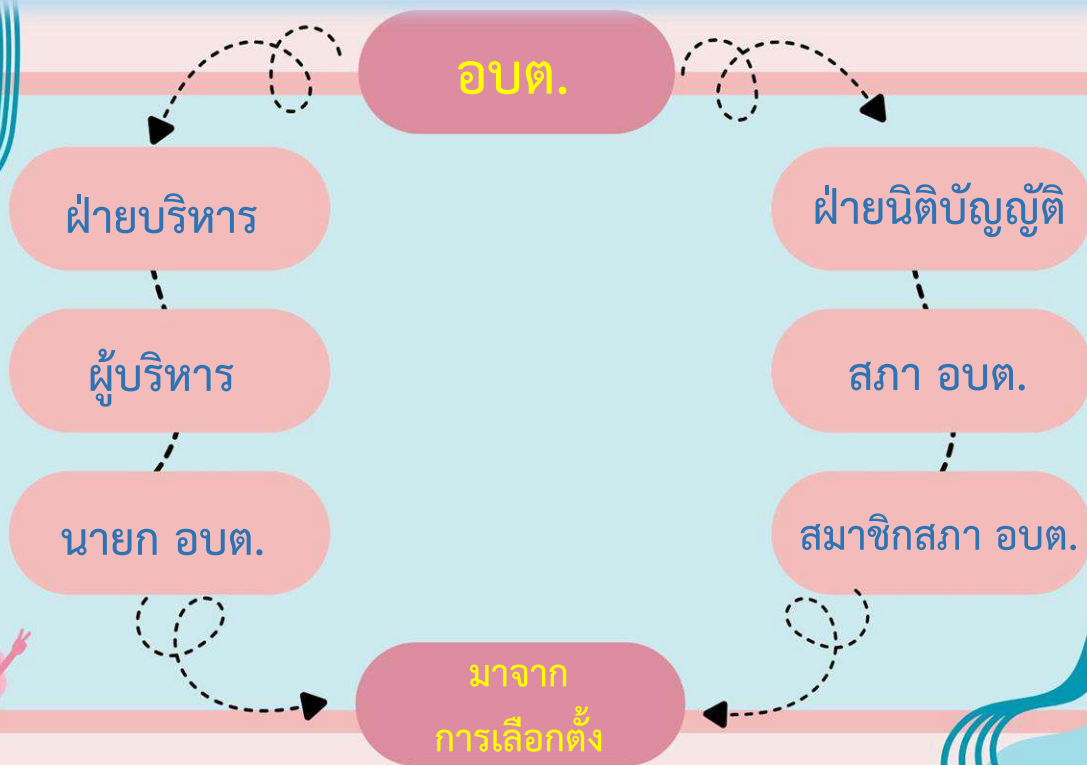 อบต.
ฝ่ายบริหาร
ฝ่ายนิติบัญญัติ
ผู้บริหาร
สภา อบต.
นายก อบต.
สมาชิกสภา อบต.
มาจาก
การเลือกตั้ง